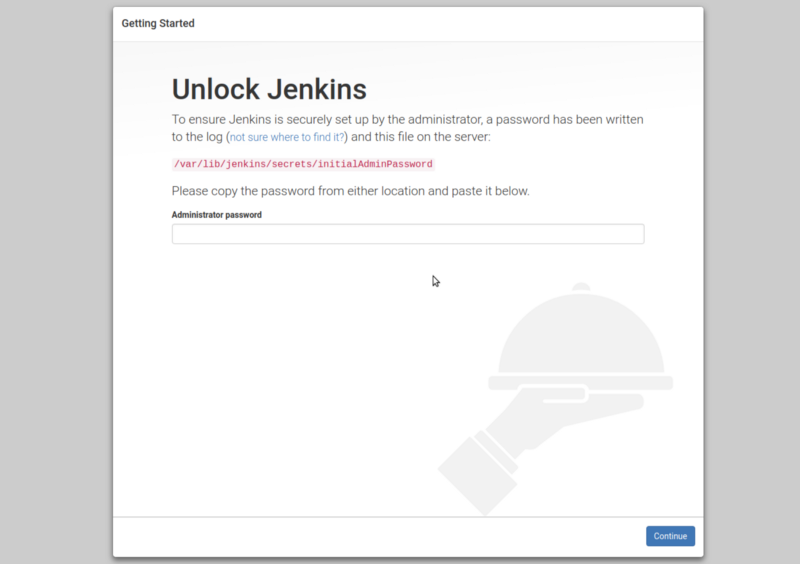 Getting Started
Unlock Jenkins
To ensure Jenkins is securely set up by the administrator, a password has been written
to the log (not sure where to find it?) and this file on the server:
/var/lib/jenkins/secrets/initialAdminPassword
Please copy the password from either location and paste it below.
Administrator password
Continue